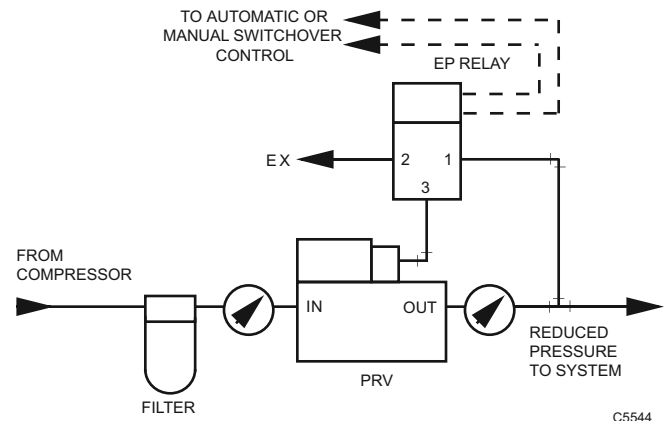 TO AUTOMATIC OR
MANUAL SWITCHOVER
CONTROL
EP RELAY
EX
2
1
3
FROM
COMPRESSOR
IN
OUT
REDUCED
PRESSURE
TO SYSTEM
PRV
FILTER
C5544